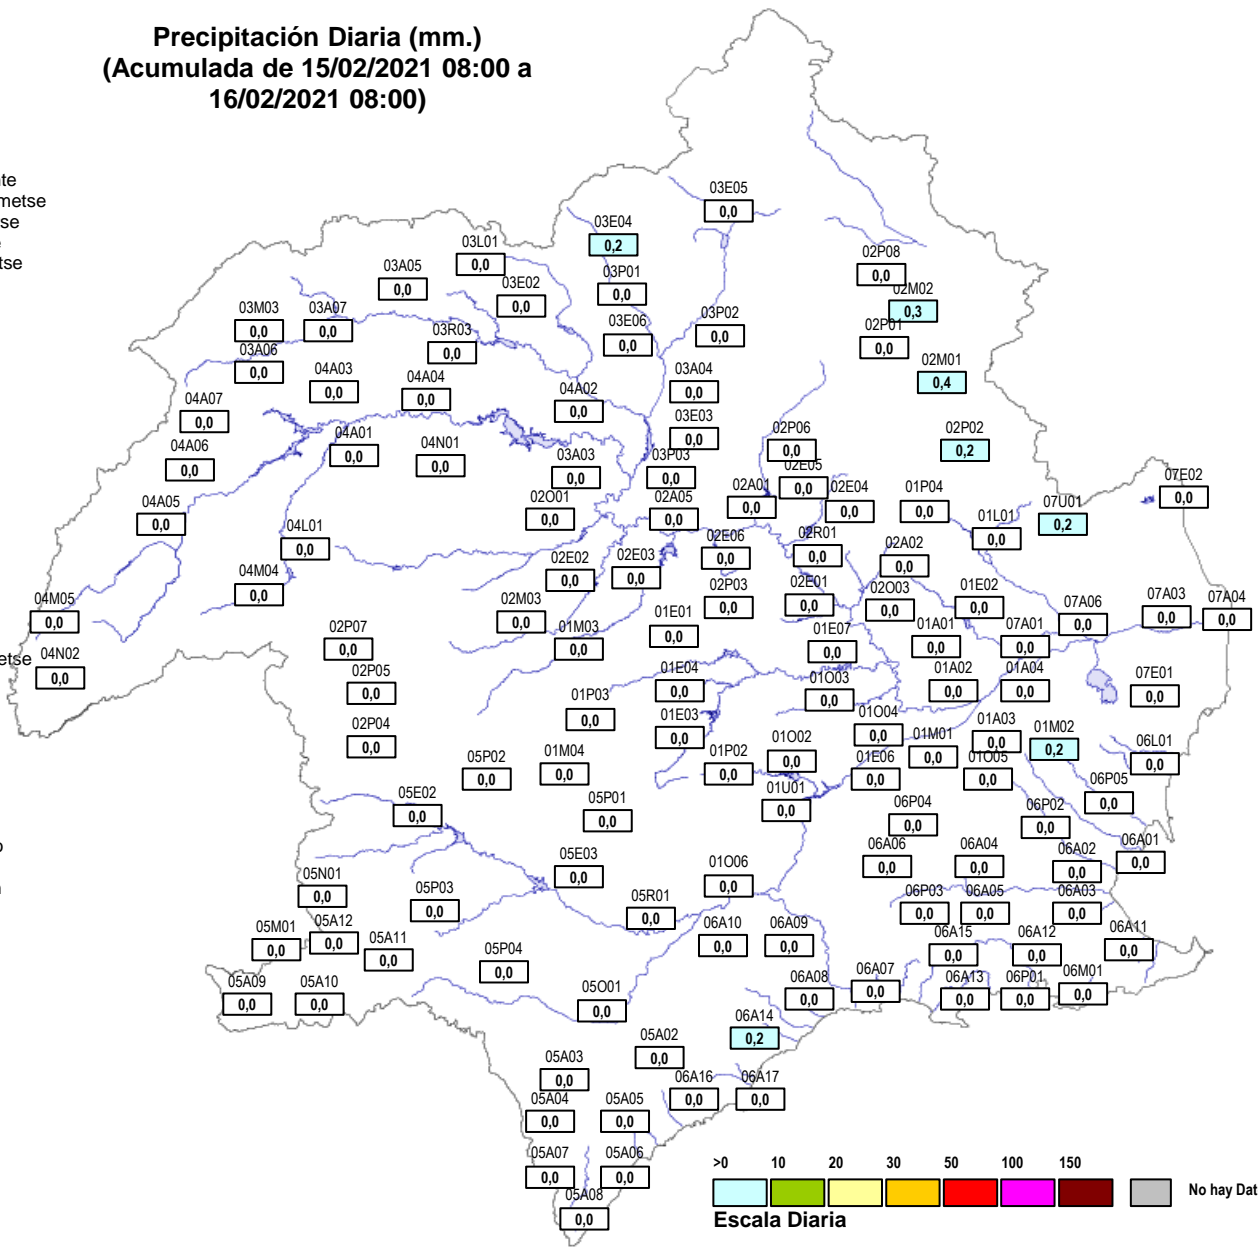 Precipitación Diaria (mm.)
(Acumulada de 15/02/2021 08:00 a
16/02/2021 08:00)
te
metse
se
tse
etse
03E05
0,0
03E04
0,2
03L01
0,0
02P08
0,0
03A05
0,0
03P01
0,0
03E02
0,0
02M02
0,3
03M03
0,0
03A07
0,0
03P02
0,0
03E06
0,0
03R03
0,0
02P01
0,0
03A06
0,0
02M01
0,4
04A03
0,0
04A04
0,0
03A04
0,0
04A02
0,0
04A07
0,0
03E03
0,0
02P06
0,0
02P02
0,2
04A01
0,0
04N01
0,0
04A06
0,0
03A03
0,0
03P03
0,0
02E05
0,0
07E02
0,0
02A01
0,0
02E04
0,0
01P04
0,0
04A05
0,0
02O01
0,0
02A05
0,0
07U01
0,2
01L01
0,0
04L01
0,0
02E06
0,0
02R01
0,0
02A02
0,0
02E02
0,0
02E03
0,0
04M04
0,0
02P03
0,0
02E01
0,0
02O03
0,0
01E02
0,0
04M05
0,0
02M03
0,0
07A06
0,0
07A03
0,0
07A04
0,0
01E01
0,0
02P07
0,0
01M03
0,0
01E07
0,0
01A01
0,0
07A01
0,0
04N02
0,0
02P05
0,0
01E04
0,0
01O03
0,0
01A02
0,0
01A04
0,0
07E01
0,0
01P03
0,0
02P04
0,0
01E03
0,0
01O04
0,0
01A03
0,0
01M02
0,2
01M01
0,0
01O02
0,0
06L01
0,0
05P02
0,0
01M04
0,0
01P02
0,0
01E06
0,0
01O05
0,0
05E02
0,0
05P01
0,0
01U01
0,0
06P05
0,0
06P04
0,0
06P02
0,0
05E03
0,0
06A06
0,0
06A04
0,0
06A02
0,0
06A01
0,0
05N01
0,0
01O06
0,0
05P03
0,0
05R01
0,0
06P03
0,0
06A05
0,0
06A03
0,0
05M01
0,0
05A12
0,0
05A11
0,0
06A10
0,0
06A09
0,0
06A15
0,0
06A12
0,0
06A11
0,0
05P04
0,0
05A09
0,0
05A10
0,0
05O01
0,0
06A08
0,0
06A07
0,0
06A13
0,0
06P01
0,0
06M01
0,0
06A14
0,2
05A02
0,0
05A03
0,0
06A16
0,0
06A17
0,0
05A04
0,0
05A05
0,0
05A07
0,0
05A06
0,0
05A08
0,0
>0 10 20 30 50 100 150
No hay Dat
Escala Diaria